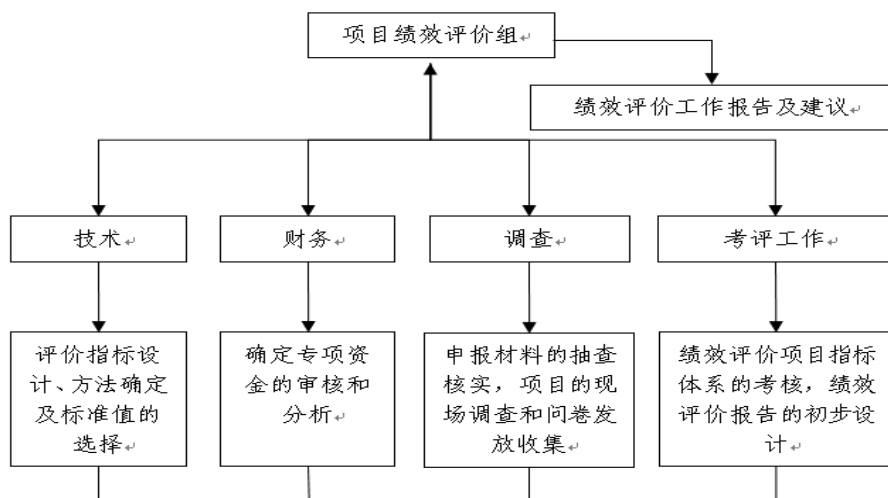 项目绩效评价组
绩效评价工作报告及建议
技术
财务
调查
考评工作
评价指标设
计、方法确定
及标准值的
选择
确定专项资
金的审核和
分析
申报材料的抽查
核实，项目的现
场调查和问卷发
放收集
绩效评价项目指标
体系的考核，绩效
评价报告的初步设
计